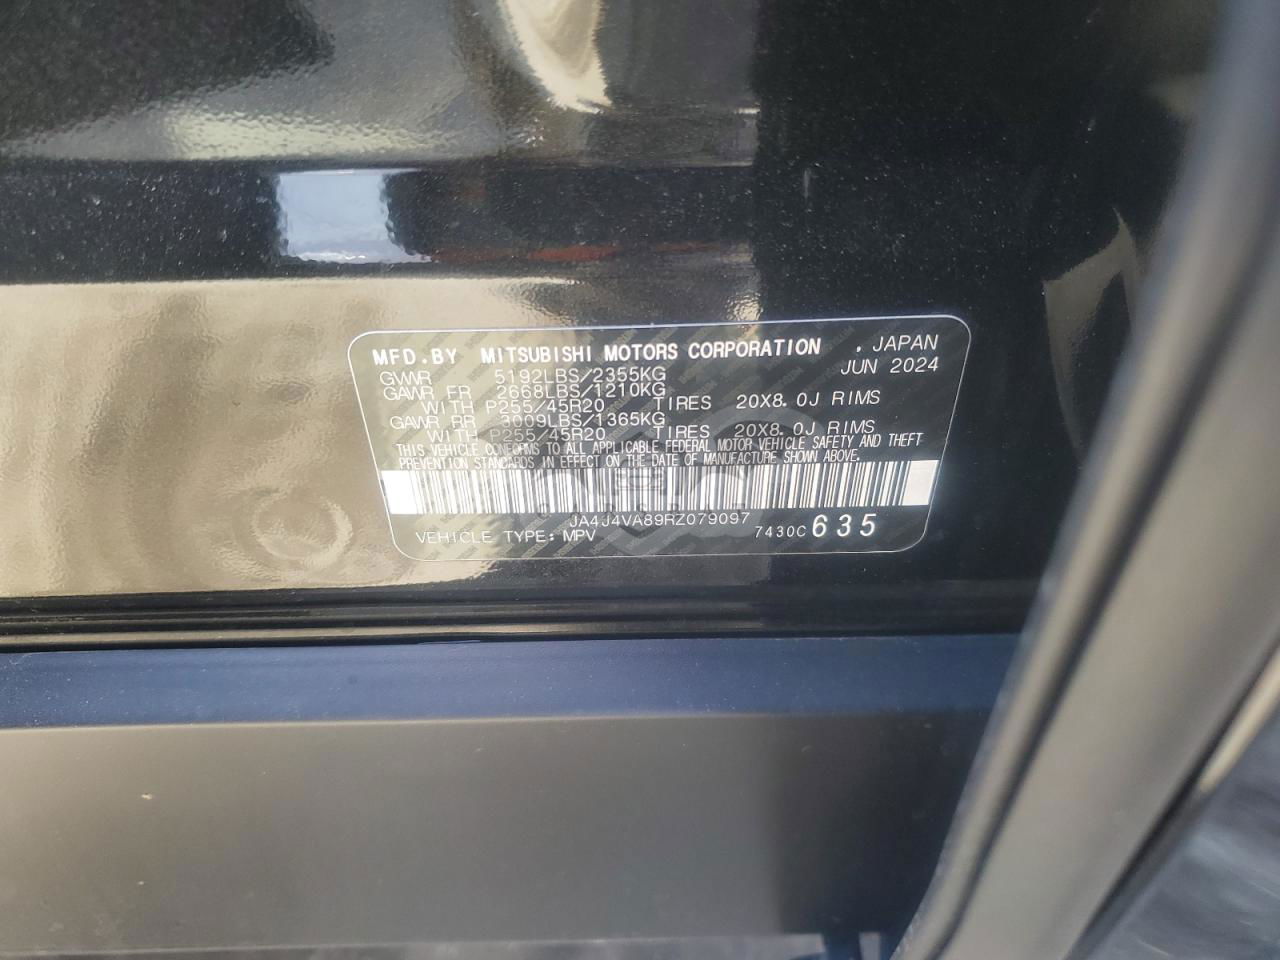 MFD.BY MITSUBISHI MOTORS CORPORATION , JAPAN
GVWR 5192LBS/2355KG JUN 2024
GAWR FR 2668LBS/1210KG
WITH P255/45R20 TIRES 20X8.0J RIMS
GAWR RR 3009LBS/1365KG
WITH P255/45R20 TIRES 20X8.0J RIMS
THIS VEHICLE CONFORMS TO ALL APPLICABLE FEDERAL MOTOR VEHICLE SAFETY AND THEFT
PREVENTION STANDARDS IN EFFECT ON THE DATE OF MANUFACTURE SHOWN ABOVE.
JA4J4VA89RZ079097
VEHICLE TYPE: MPV 7430C 635